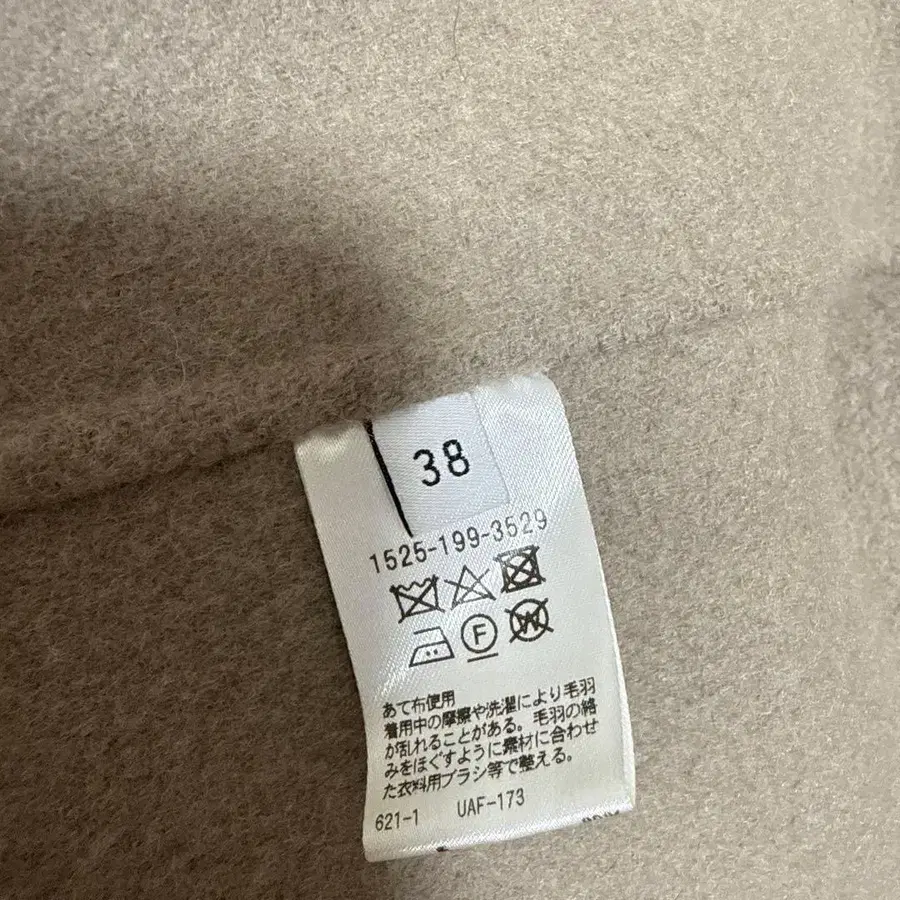 38
1525-199-3529
F
W
あて布使用
着用中の摩擦や洗濯により毛羽
が乱れることがある。毛羽の絡
みをほぐすように素材に合わせ
た衣料用ブラシ等で整える。
621-1 UAF-173